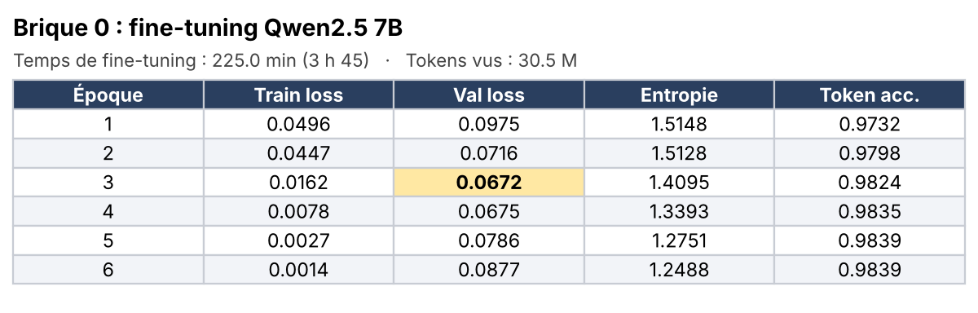 Brique 0 : fine-tuning Qwen2.5 7B
Temps de fine-tuning : 225.0 min (3 h 45) · Tokens vus : 30.5 M
Époque Train loss Val loss Entropie Token acc.
1 0.0496 0.0975 1.5148 0.9732
2 0.0447 0.0716 1.5128 0.9798
3 0.0162 0.0672 1.4095 0.9824
4 0.0078 0.0675 1.3393 0.9835
5 0.0027 0.0786 1.2751 0.9839
6 0.0014 0.0877 1.2488 0.9839